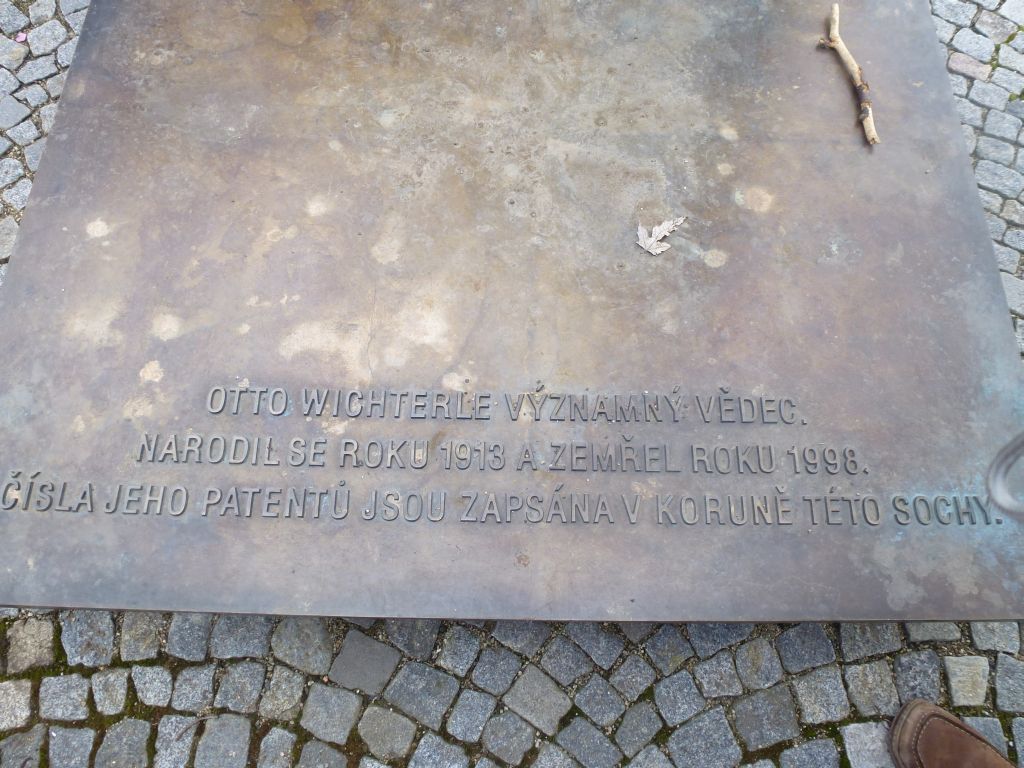 OTTO WICHTERLE VÝZNAMNÝ VĚDEC.
NARODIL SE ROKU 1913 A ZEMŘEL ROKU 1998.
ČÍSLA JEHO PATENTŮ JSOU ZAPSÁNA V KORUNĚ TÉTO SOCHY.